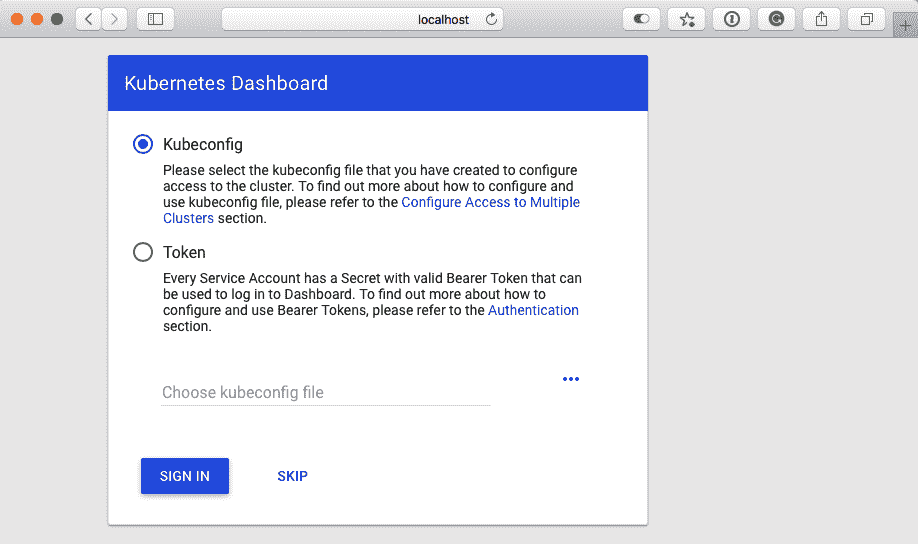 localhost
Kubernetes Dashboard
Kubeconfig
Please select the kubeconfig file that you have created to configure
access to the cluster. To find out more about how to configure and
use kubeconfig file, please refer to the Configure Access to Multiple
Clusters section.
Token
Every Service Account has a Secret with valid Bearer Token that can
be used to log in to Dashboard. To find out more about how to
configure and use Bearer Tokens, please refer to the Authentication
section.
Choose kubeconfig file
SIGN IN SKIP